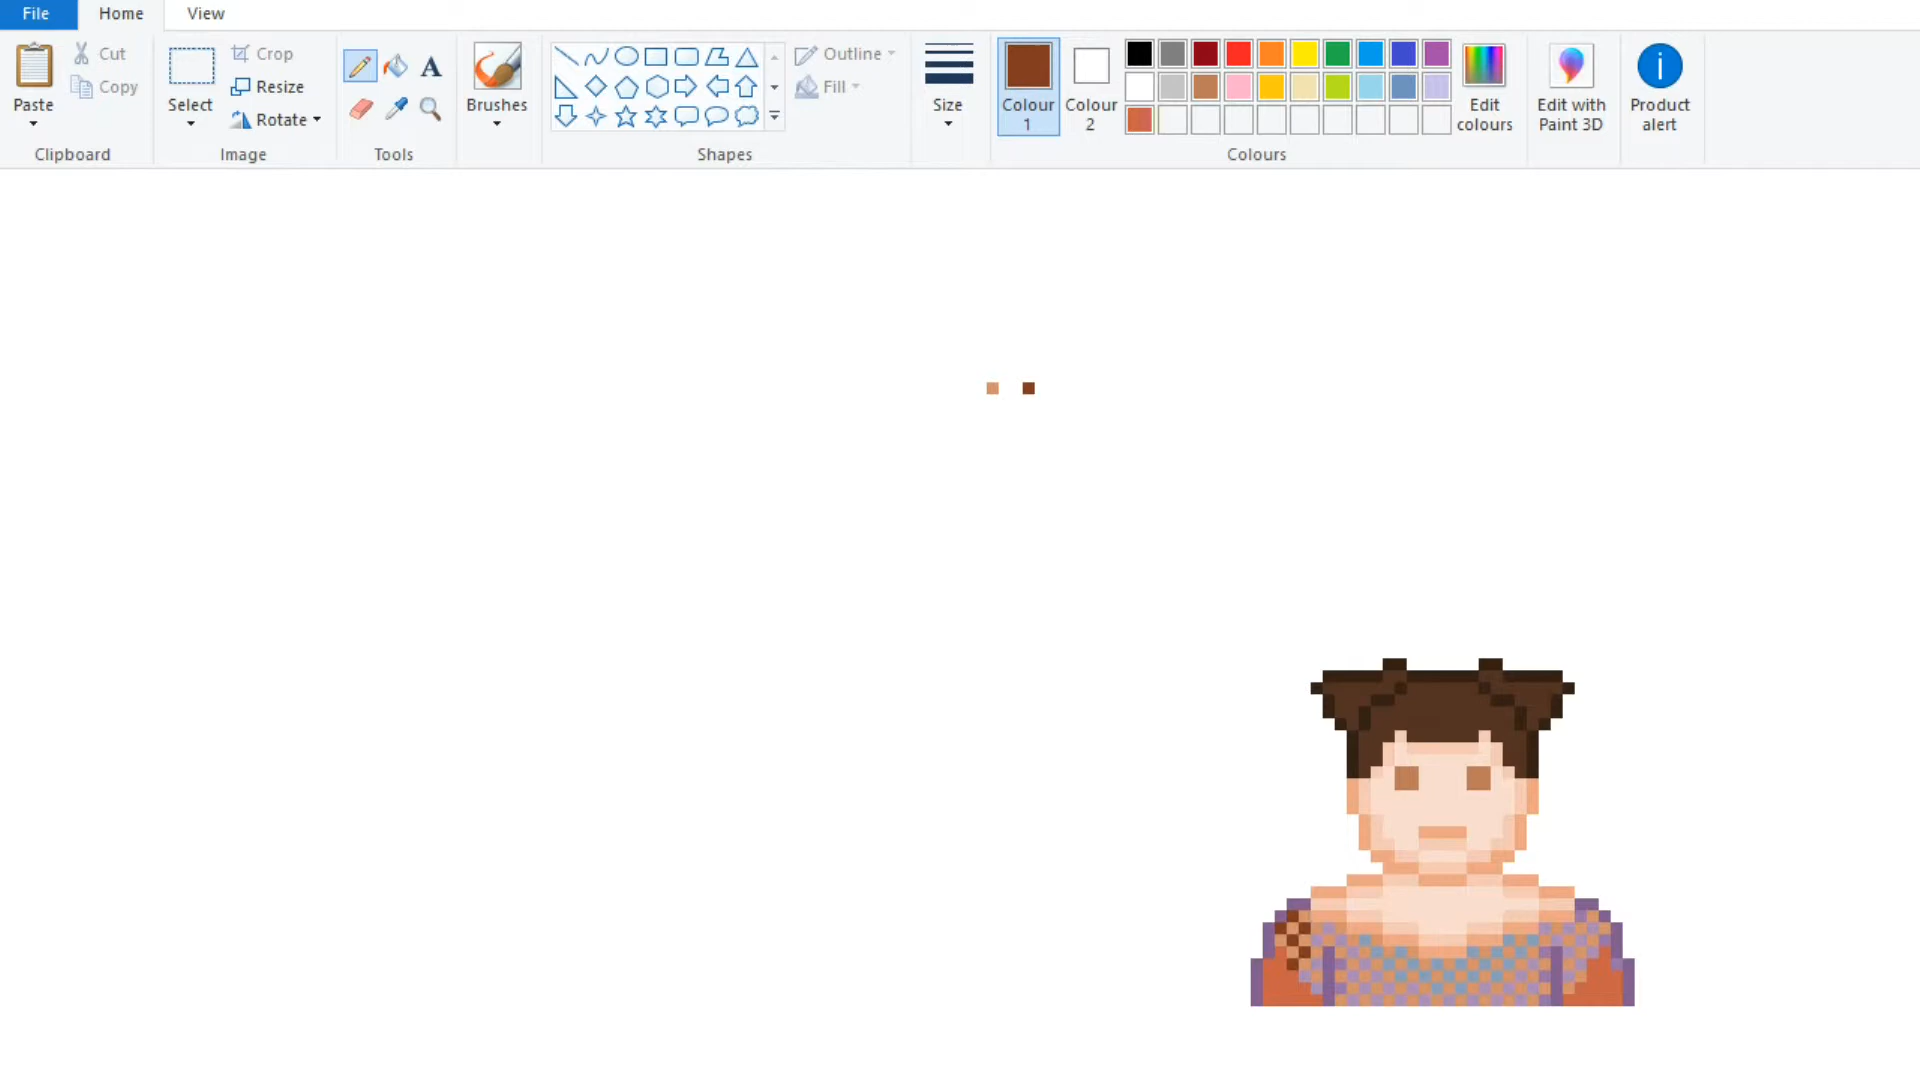 File Home View
Paste
Cut
Copy
Clipboard
Select
Crop
Resize
Rotate
Image
A
Tools
Brushes
Outline
Fill
Shapes
Size
Colour
1
Colour
2
Edit
colours
Colours
Edit with
Paint 3D
Product
alert